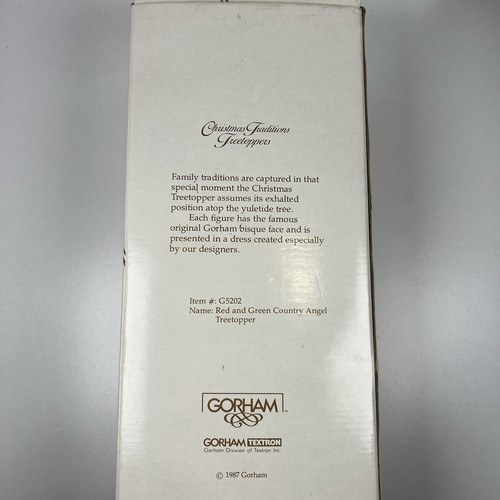 Christmas Traditions
Treetoppers
Family traditions are captured in that
special moment the Christmas
Treetopper assumes its exhalted
position atop the yuletide tree.
Each figure has the famous
original Gorham bisque face and is
presented in a dress created especially
by our designers.
Item #: G5202
Name: Red and Green Country Angel
Treetopper
GORHAM
GORHAM TEXTRON
Gorham Division of Textron Inc.
© 1987 Gorham